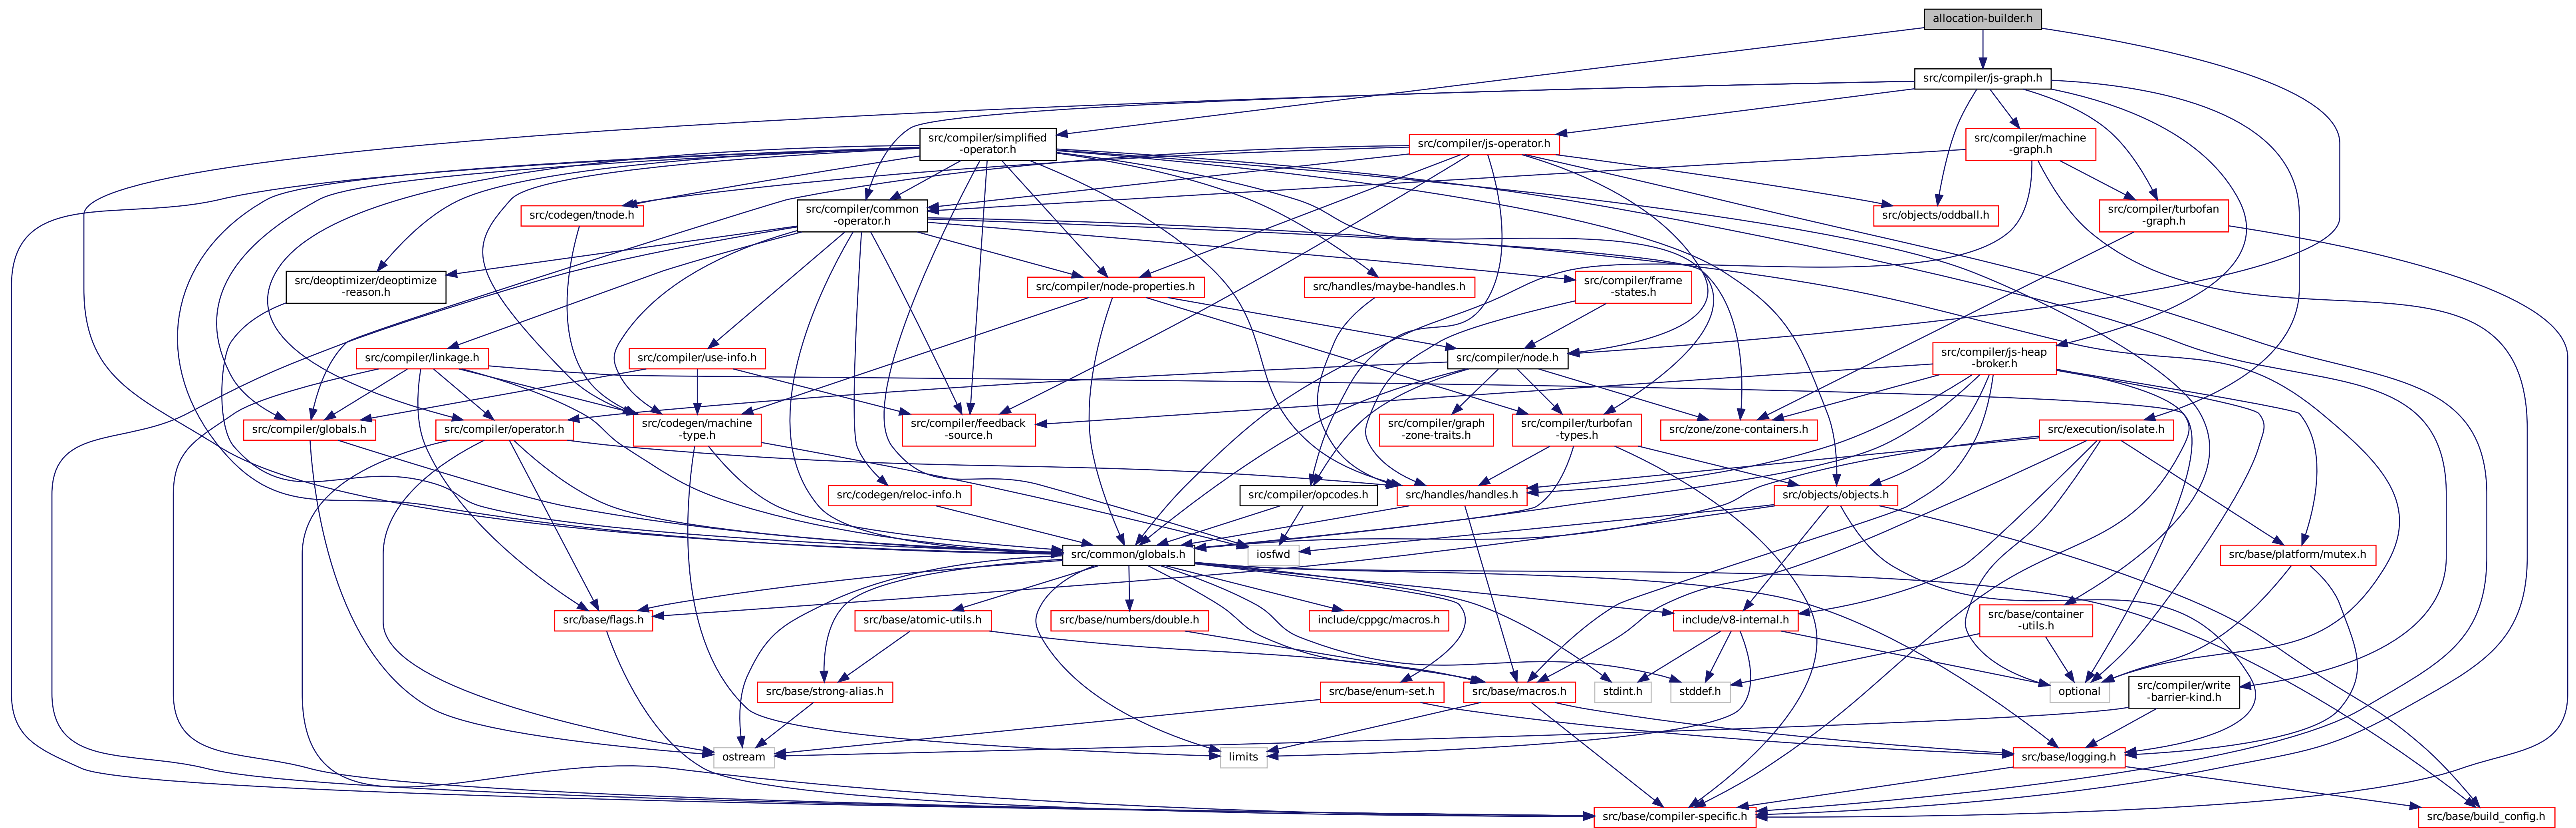 allocation-builder.h
src/compiler/js-graph.h
src/compiler/simplified
-operator.h
src/compiler/js-operator.h
src/compiler/machine
-graph.h
src/codegen/tnode.h
src/compiler/common
-operator.h
src/objects/oddball.h
src/compiler/turbofan
-graph.h
src/deoptimizer/deoptimize
-reason.h
src/compiler/node-properties.h
src/handles/maybe-handles.h
src/compiler/frame
-states.h
src/compiler/linkage.h
src/compiler/use-info.h
src/compiler/node.h
src/compiler/js-heap
-broker.h
src/compiler/globals.h
src/compiler/operator.h
src/codegen/machine
-type.h
src/compiler/feedback
-source.h
src/compiler/graph
-zone-traits.h
src/compiler/turbofan
-types.h
src/zone/zone-containers.h
src/execution/isolate.h
src/codegen/reloc-info.h
src/compiler/opcodes.h
src/handles/handles.h
src/objects/objects.h
src/common/globals.h
iosfwd
src/base/platform/mutex.h
src/base/flags.h
src/base/atomic-utils.h
src/base/numbers/double.h
include/cppgc/macros.h
include/v8-internal.h
src/base/container
-utils.h
src/base/strong-alias.h
src/base/enum-set.h
src/base/macros.h
stdint.h
stddef.h
optional
src/compiler/write
-barrier-kind.h
ostream
limits
src/base/logging.h
src/base/compiler-specific.h
src/base/build_config.h